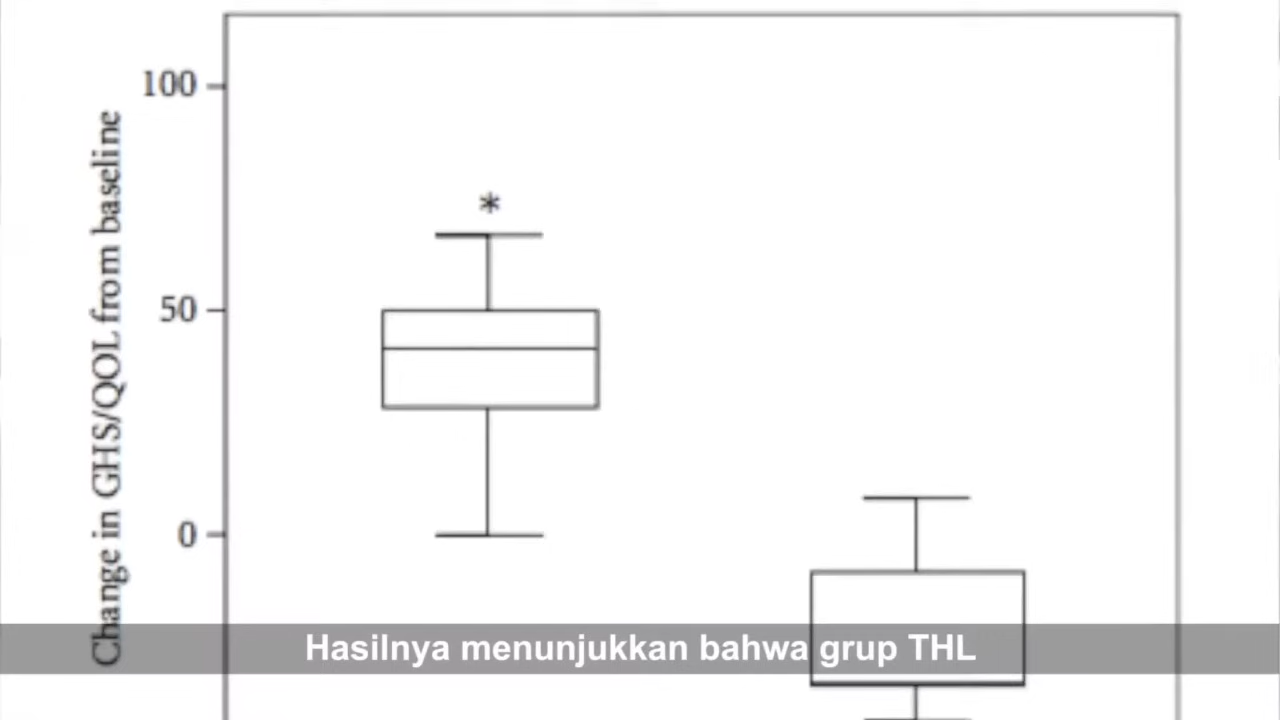 100
*
50
0
Change in GHS/QOL from baseline
Hasilnya menunjukkan bahwa grup THL